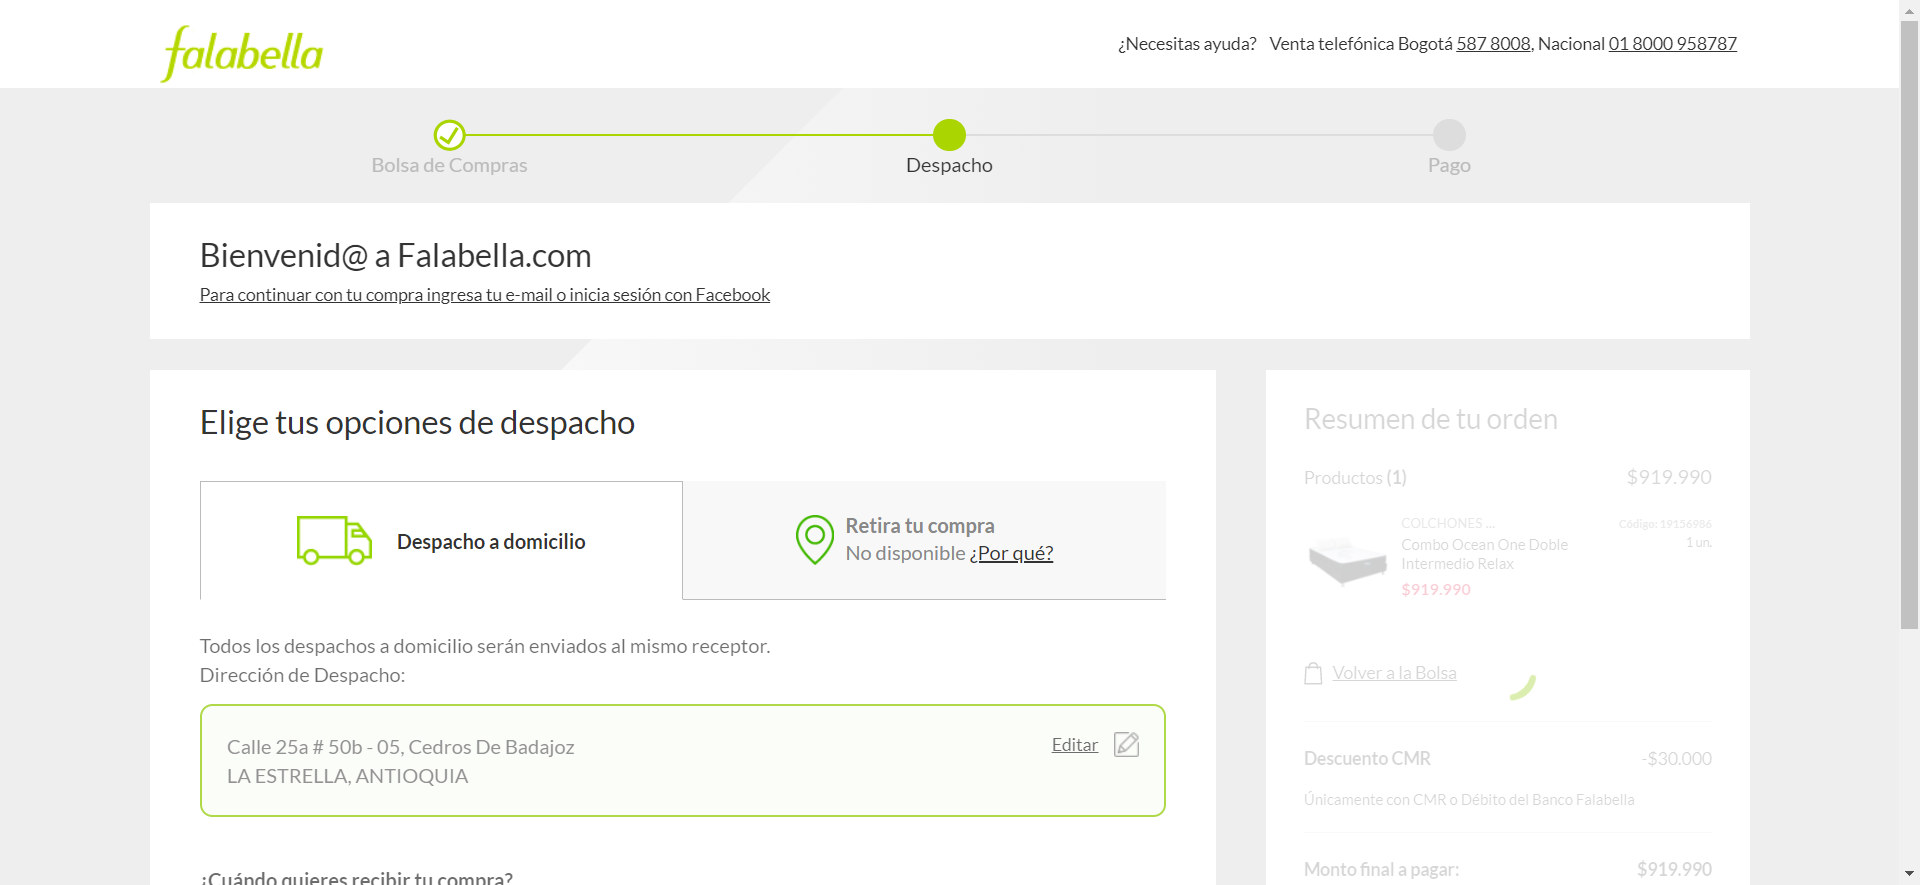 falabella
¿Necesitas ayuda? Venta telefónica Bogotá 587 8008, Nacional 01 8000 958787
Bolsa de Compras
Despacho
Pago
Bienvenid@ a Falabella.com
Para continuar con tu compra ingresa tu e-mail o inicia sesión con Facebook
Elige tus opciones de despacho
Despacho a domicilio
Retira tu compra
No disponible ¿Por qué?
Todos los despachos a domicilio serán enviados al mismo receptor.
Dirección de Despacho:
Calle 25a # 50b - 05, Cedros De Badajoz
LA ESTRELLA, ANTIOQUIA
Editar
¿Cuándo quieres recibir tu compra?
Resumen de tu orden
Productos (1) $919.990
COLCHONES ... Código: 19156986
Combo Ocean One Doble 1 un.
Intermedio Relax
$919.990
Volver a la Bolsa
Descuento CMR -$30.000
Únicamente con CMR o Débito del Banco Falabella
Monto final a pagar: $919.990